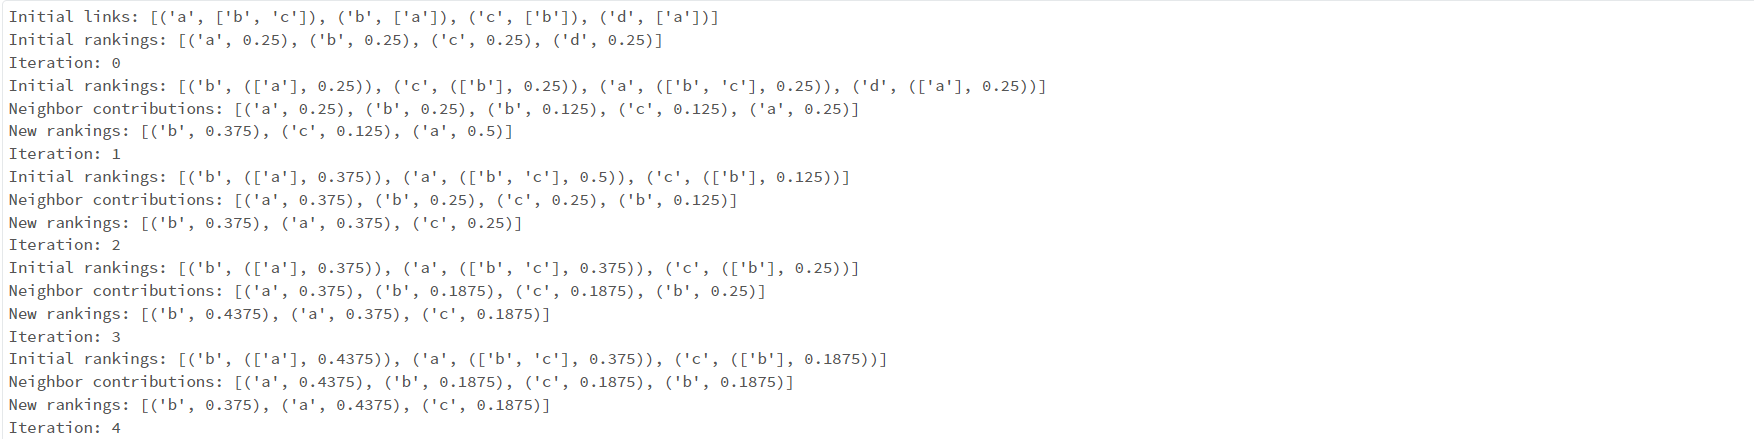 Initial links: [('a', ['b', 'c']), ('b', ['a']), ('c', ['b']), ('d', ['a'])]
Initial rankings: [('a', 0.25), ('b', 0.25), ('c', 0.25), ('d', 0.25)]
Iteration: 0
Initial rankings: [('b', (['a'], 0.25)), ('c', (['b'], 0.25)), ('a', (['b', 'c'], 0.25)), ('d', (['a'], 0.25))]
Neighbor contributions: [('a', 0.25), ('b', 0.25), ('b', 0.125), ('c', 0.125), ('a', 0.25)]
New rankings: [('b', 0.375), ('c', 0.125), ('a', 0.5)]
Iteration: 1
Initial rankings: [('b', (['a'], 0.375)), ('a', (['b', 'c'], 0.5)), ('c', (['b'], 0.125))]
Neighbor contributions: [('a', 0.375), ('b', 0.25), ('c', 0.25), ('b', 0.125)]
New rankings: [('b', 0.375), ('a', 0.375), ('c', 0.25)]
Iteration: 2
Initial rankings: [('b', (['a'], 0.375)), ('a', (['b', 'c'], 0.375)), ('c', (['b'], 0.25))]
Neighbor contributions: [('a', 0.375), ('b', 0.1875), ('c', 0.1875), ('b', 0.25)]
New rankings: [('b', 0.4375), ('a', 0.375), ('c', 0.1875)]
Iteration: 3
Initial rankings: [('b', (['a'], 0.4375)), ('a', (['b', 'c'], 0.375)), ('c', (['b'], 0.1875))]
Neighbor contributions: [('a', 0.4375), ('b', 0.1875), ('c', 0.1875), ('b', 0.1875)]
New rankings: [('b', 0.375), ('a', 0.4375), ('c', 0.1875)]
Iteration: 4